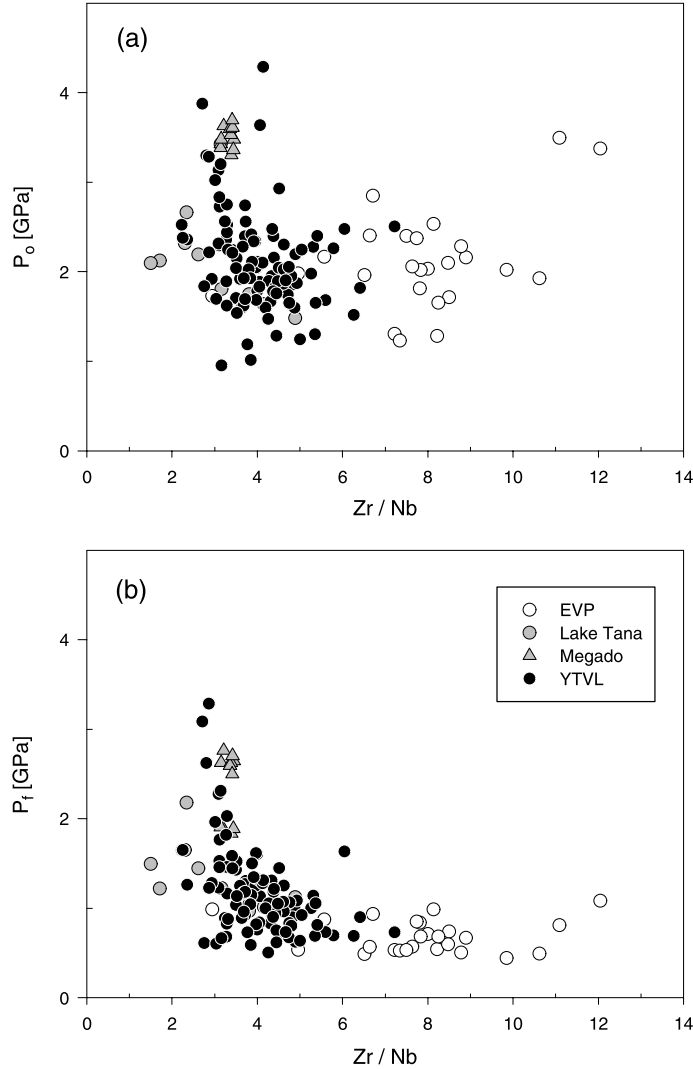 (a)
4
2
0
P₀ [GPa]
0 2 4 6 8 10 12 14
Zr / Nb
(b)
EVP
Lake Tana
Megado
YTVL
4
2
0
P_f [GPa]
0 2 4 6 8 10 12 14
Zr / Nb